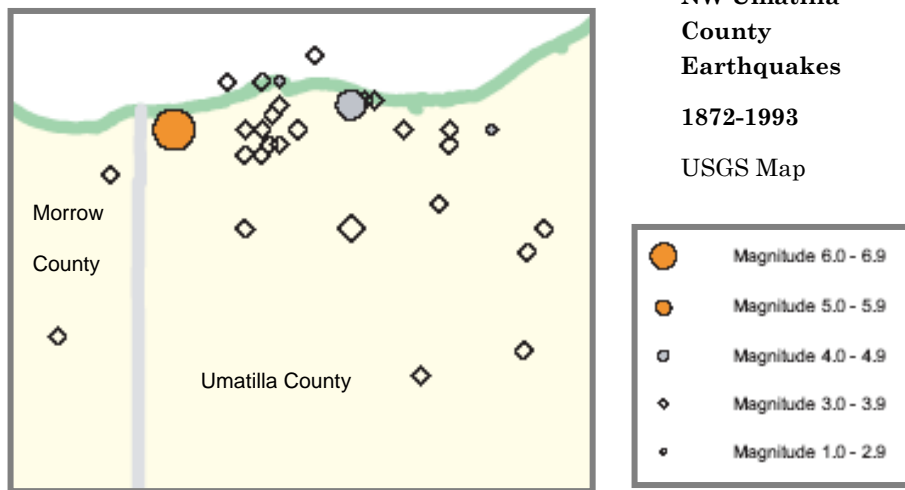 NW Umatilla
County
Earthquakes
1872-1993
USGS Map
Morrow
County
Umatilla County
Magnitude 6.0 - 6.9
Magnitude 5.0 - 5.9
Magnitude 4.0 - 4.9
Magnitude 3.0 - 3.9
Magnitude 1.0 - 2.9